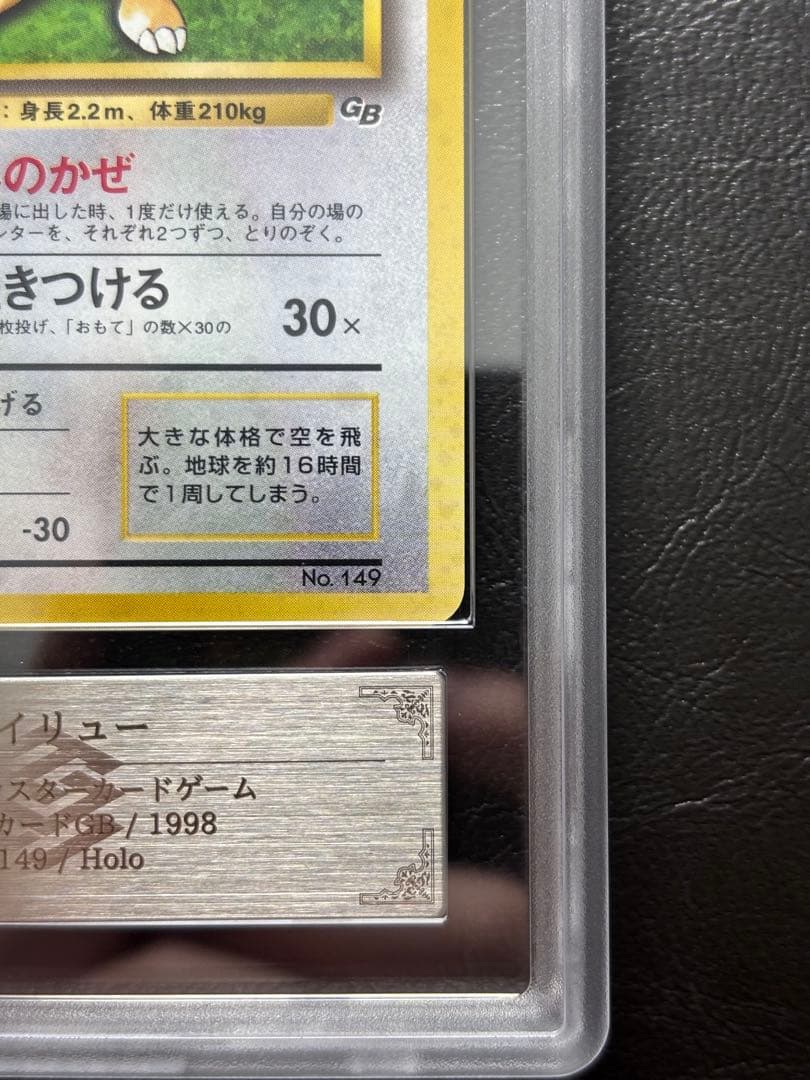 ：身長2.2m、体重210kg
GB
のかぜ
場に出した時、1度だけ使える。自分の場の
ンターを、それぞれ2つずつ、とりのぞく。
きつける
30×
枚投げ、「おもて」の数×30の
げる
大きな体格で空を飛
ぶ。地球を約16時間
で1周してしまう。
-30
No. 149
イリュー
スターカードゲーム
カードGB / 1998
149 / Holo